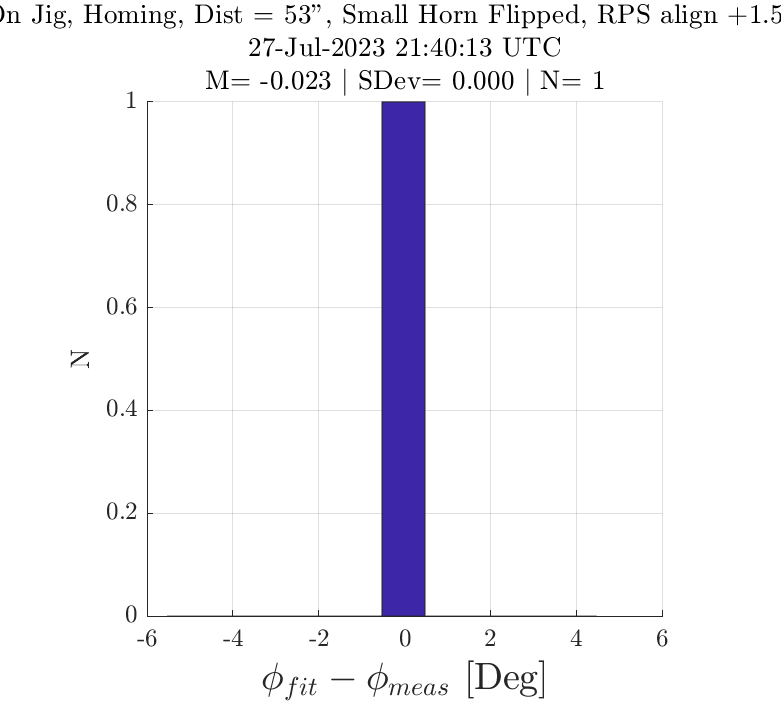 On Jig, Homing, Dist = 53”, Small Horn Flipped, RPS align +1.5
27-Jul-2023 21:40:13 UTC
M= -0.023 | SDev= 0.000 | N= 1
1
0.8
0.6
0.4
0.2
0
N
-6 -4 -2 0 2 4 6
ϕ_fit − ϕ_meas [Deg]